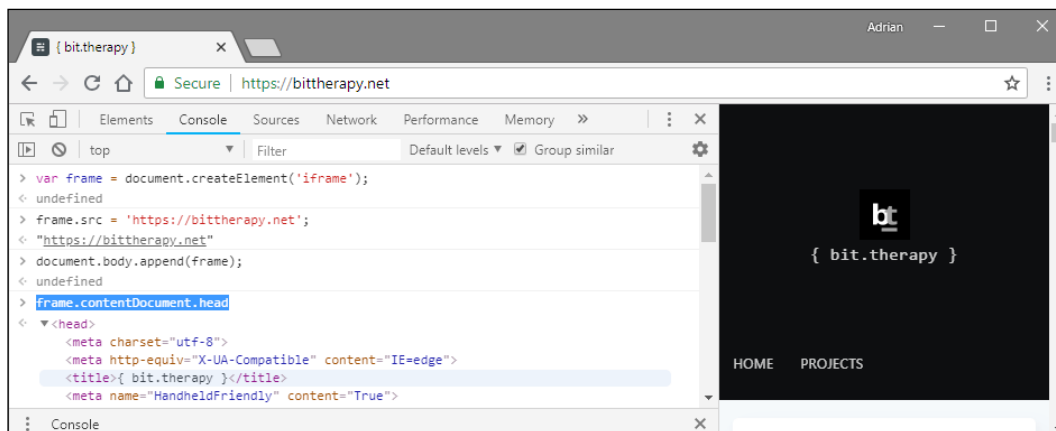 Adrian
{ bit.therapy }
Secure | https://bittherapy.net
Elements Console Sources Network Performance Memory »
top Filter Default levels ▼ Group similar
> var frame = document.createElement('iframe');
undefined
> frame.src = 'https://bittherapy.net';
"https://bittherapy.net"
> document.body.append(frame);
undefined
> frame.contentDocument.head
▼<head>
<meta charset="utf-8">
<meta http-equiv="X-UA-Compatible" content="IE=edge">
<title>{ bit.therapy }</title>
<meta name="HandheldFriendly" content="True">
Console
bt
{ bit.therapy }
HOME PROJECTS